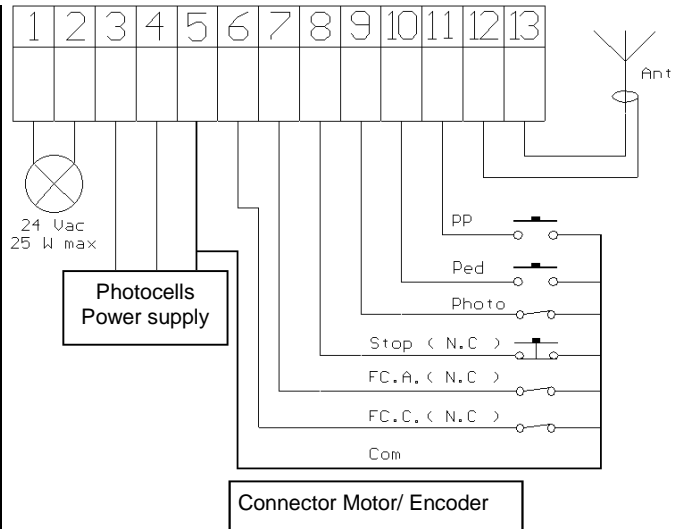 1 2 3 4 5 6 7 8 9 10 11 12 13
Ant
24 Vac
25 W max
PP
Photocells
Power supply
Ped
Photo
Stop ( N.C )
FC.A. ( N.C )
FC.C. ( N.C )
Com
Connector Motor/ Encoder